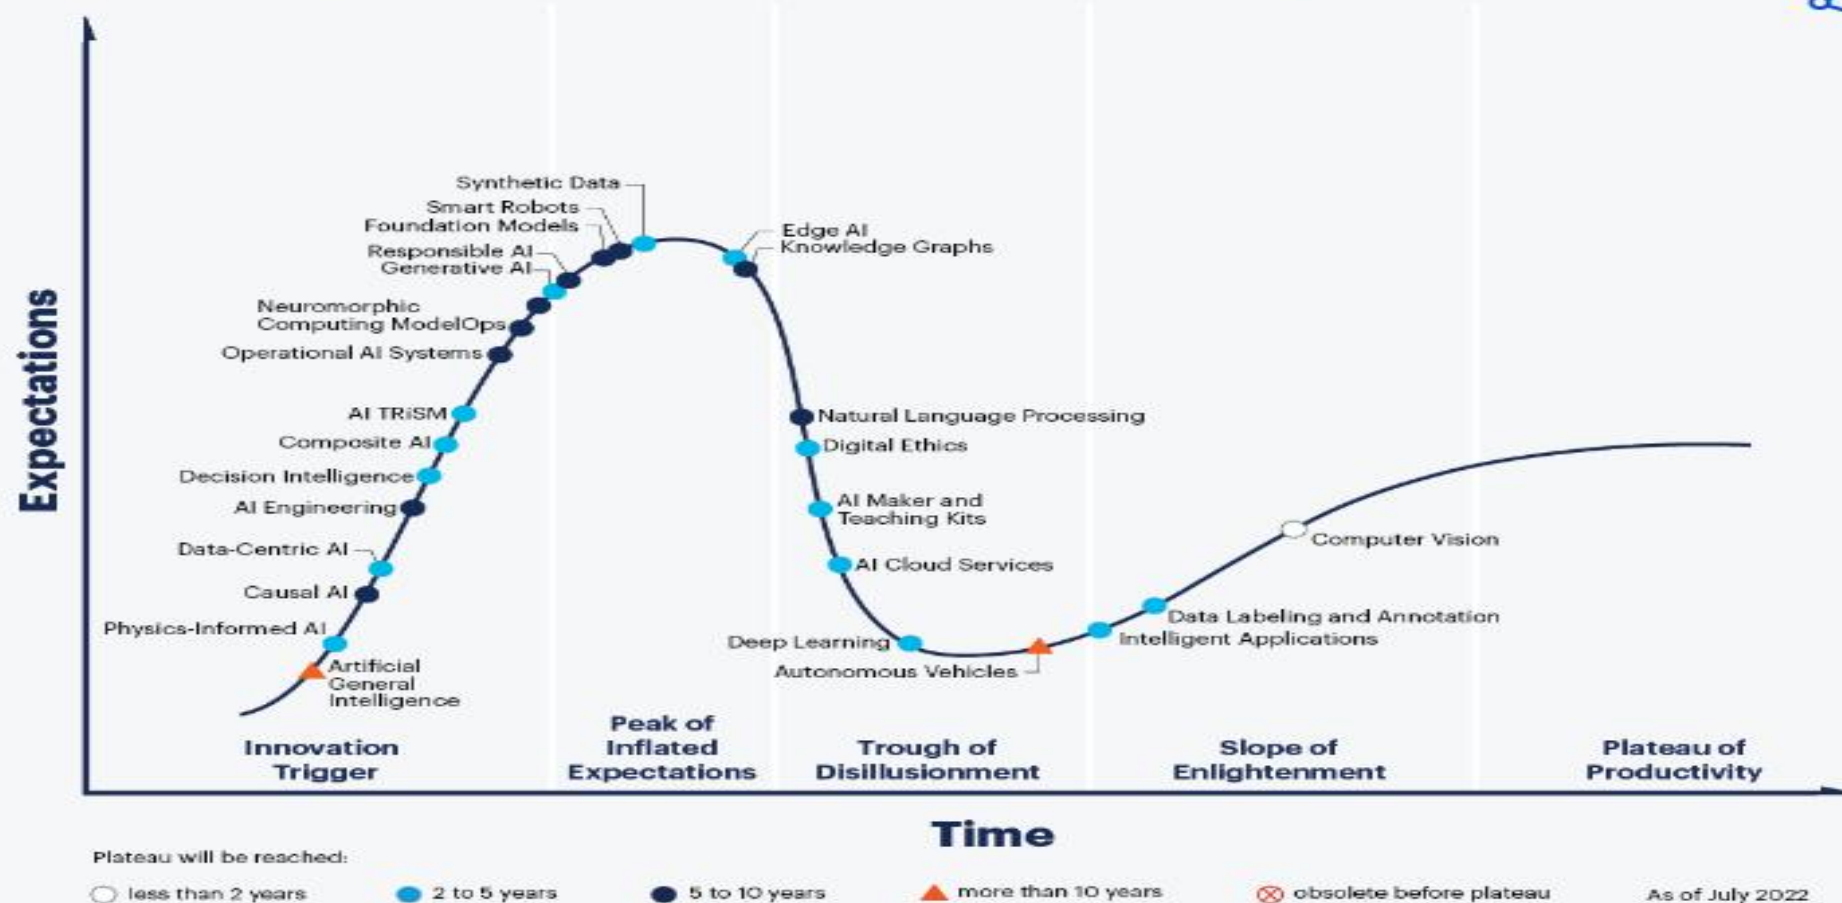 Synthetic Data
Smart Robots
Foundation Models
Responsible AI
Generative AI
Neuromorphic
Computing ModelOps
Operational AI Systems
AI TRiSM
Composite AI
Decision Intelligence
AI Engineering
Data-Centric AI
Causal AI
Physics-Informed AI
Artificial
General
Intelligence
Edge AI
Knowledge Graphs
Natural Language Processing
Digital Ethics
AI Maker and
Teaching Kits
AI Cloud Services
Deep Learning
Autonomous Vehicles
Computer Vision
Data Labeling and Annotation
Intelligent Applications
Expectations
Innovation
Trigger
Peak of
Inflated
Expectations
Trough of
Disillusionment
Slope of
Enlightenment
Plateau of
Productivity
Time
Plateau will be reached:
less than 2 years
2 to 5 years
5 to 10 years
more than 10 years
obsolete before plateau
As of July 2022